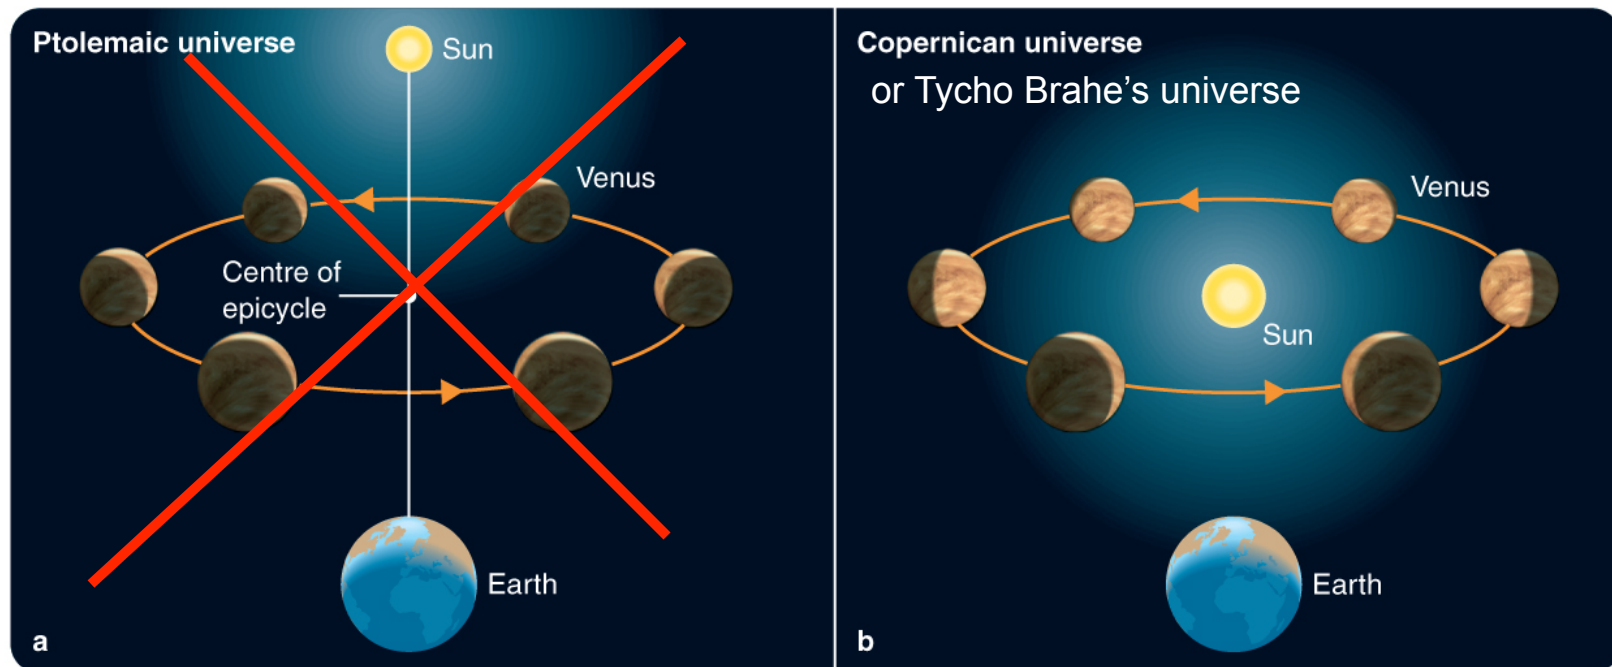 Ptolemaic universe
Sun
Venus
Centre of
epicycle
Earth
a
Copernican universe
or Tycho Brahe's universe
Venus
Sun
Earth
b